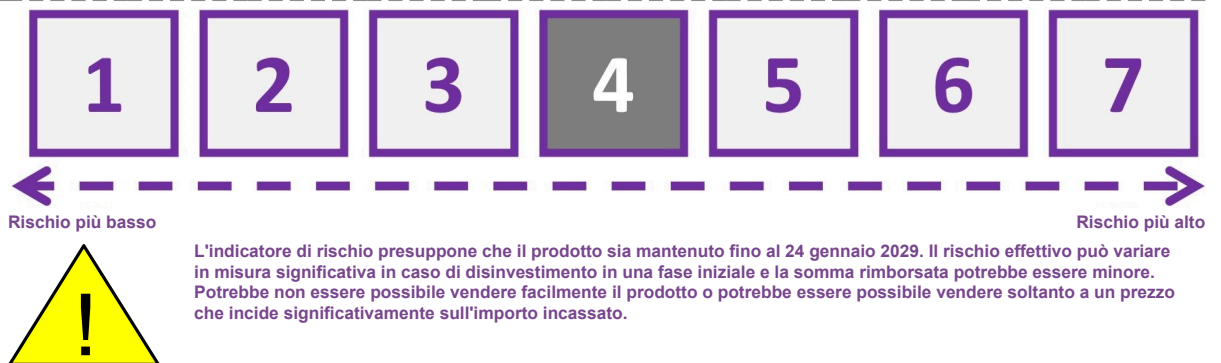 1 2 3 4 5 6 7
Rischio più basso Rischio più alto
L'indicatore di rischio presuppone che il prodotto sia mantenuto fino al 24 gennaio 2029. Il rischio effettivo può variare
in misura significativa in caso di disinvestimento in una fase iniziale e la somma rimborsata potrebbe essere minore.
Potrebbe non essere possibile vendere facilmente il prodotto o potrebbe essere possibile vendere soltanto a un prezzo
che incide significativamente sull'importo incassato.
!